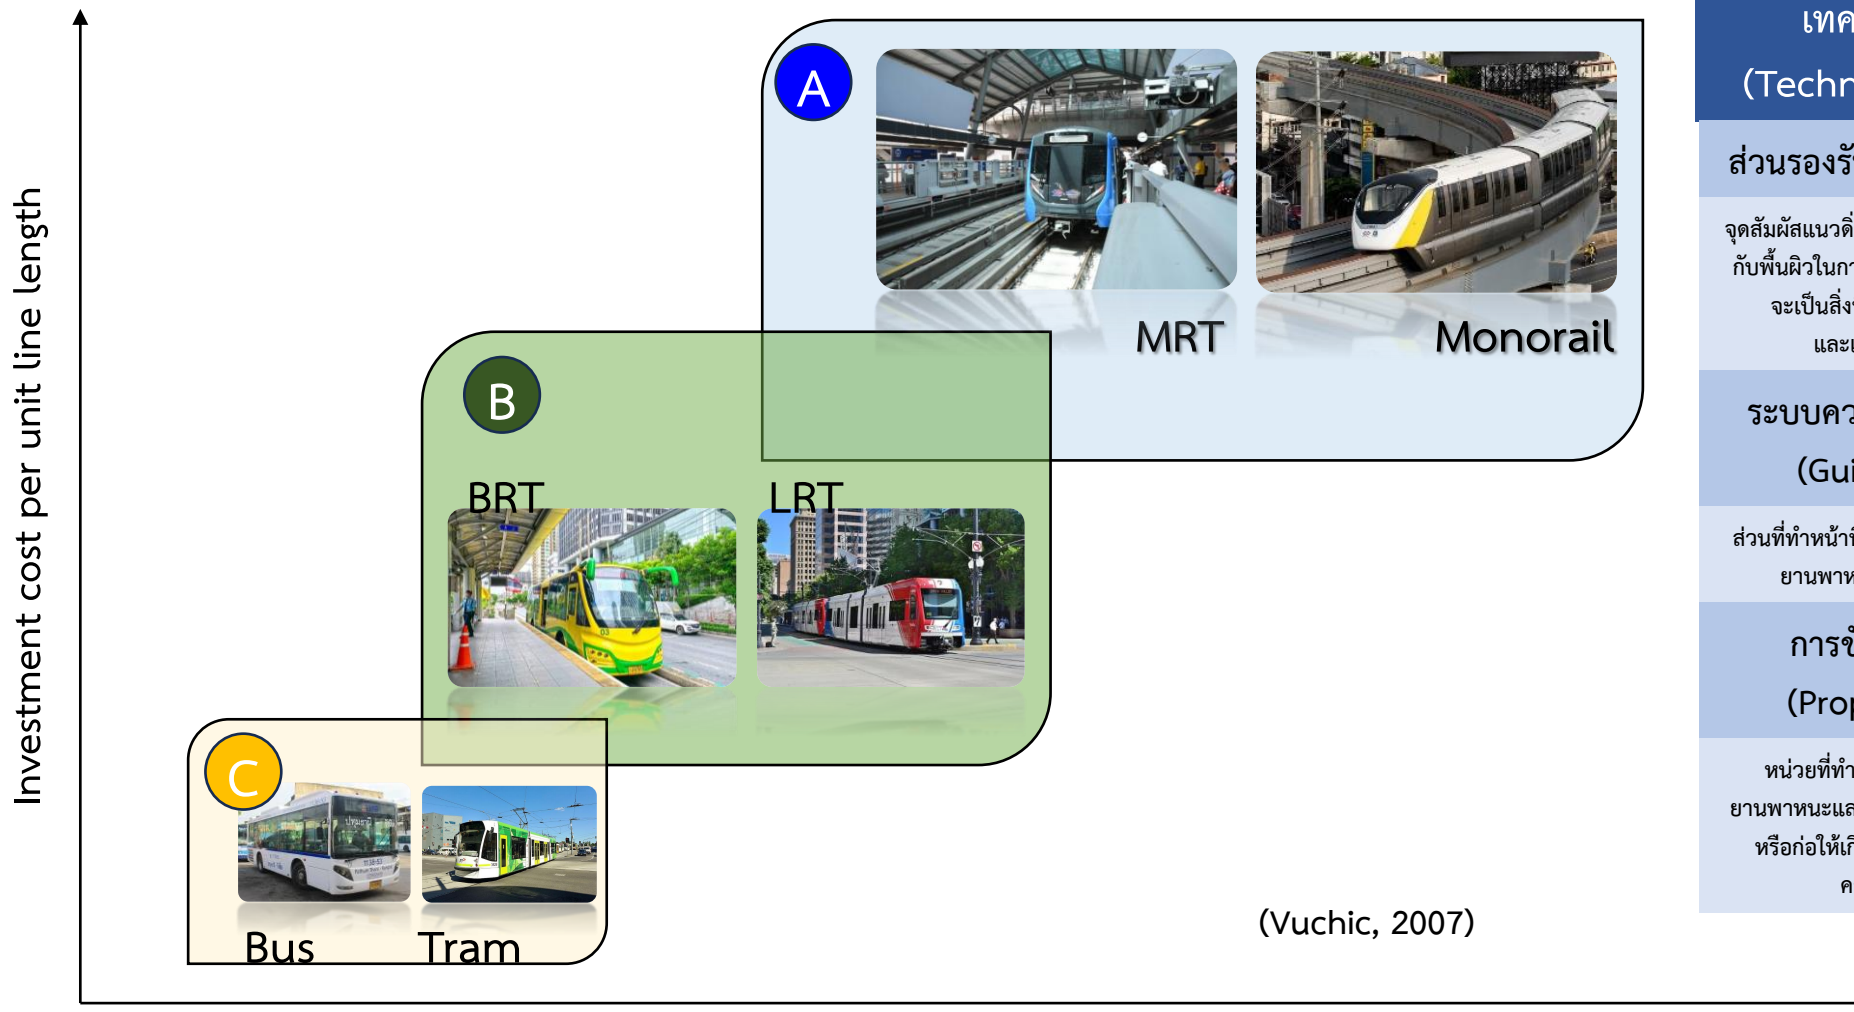 Investment cost per unit line length
A
MRT
Monorail
B
BRT
LRT
C
Bus
Tram
(Vuchic, 2007)
เทค
(Techn
ส่วนรองรั
จุดสัมผัสแนวดิ่
กับพื้นผิวในกา
จะเป็นสิ่ง
และเ
ระบบคว
(Gui
ส่วนที่ทำหน้าที่
ยานพาห
การขั
(Prop
หน่วยที่ทำ
ยานพาหนะแล
หรือก่อให้เกิ
ค